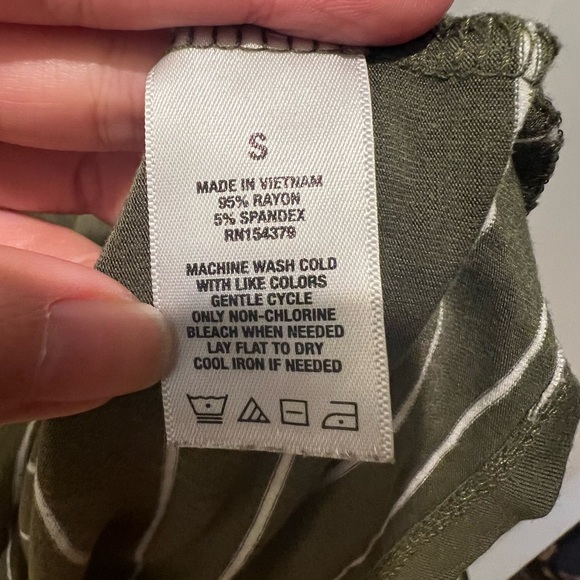 S
MADE IN VIETNAM
95% RAYON
5% SPANDEX
RN154379
MACHINE WASH COLD
WITH LIKE COLORS
GENTLE CYCLE
ONLY NON-CHLORINE
BLEACH WHEN NEEDED
LAY FLAT TO DRY
COOL IRON IF NEEDED